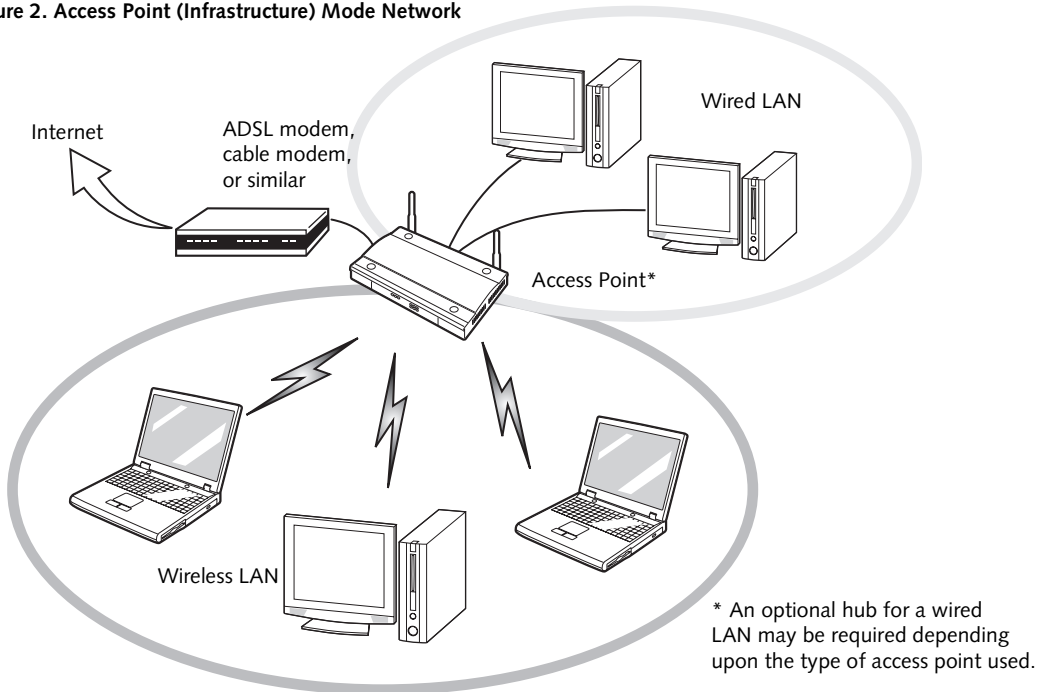 ure 2. Access Point (Infrastructure) Mode Network
Wired LAN
Internet
ADSL modem,
cable modem,
or similar
Access Point*
Wireless LAN
* An optional hub for a wired
LAN may be required depending
upon the type of access point used.